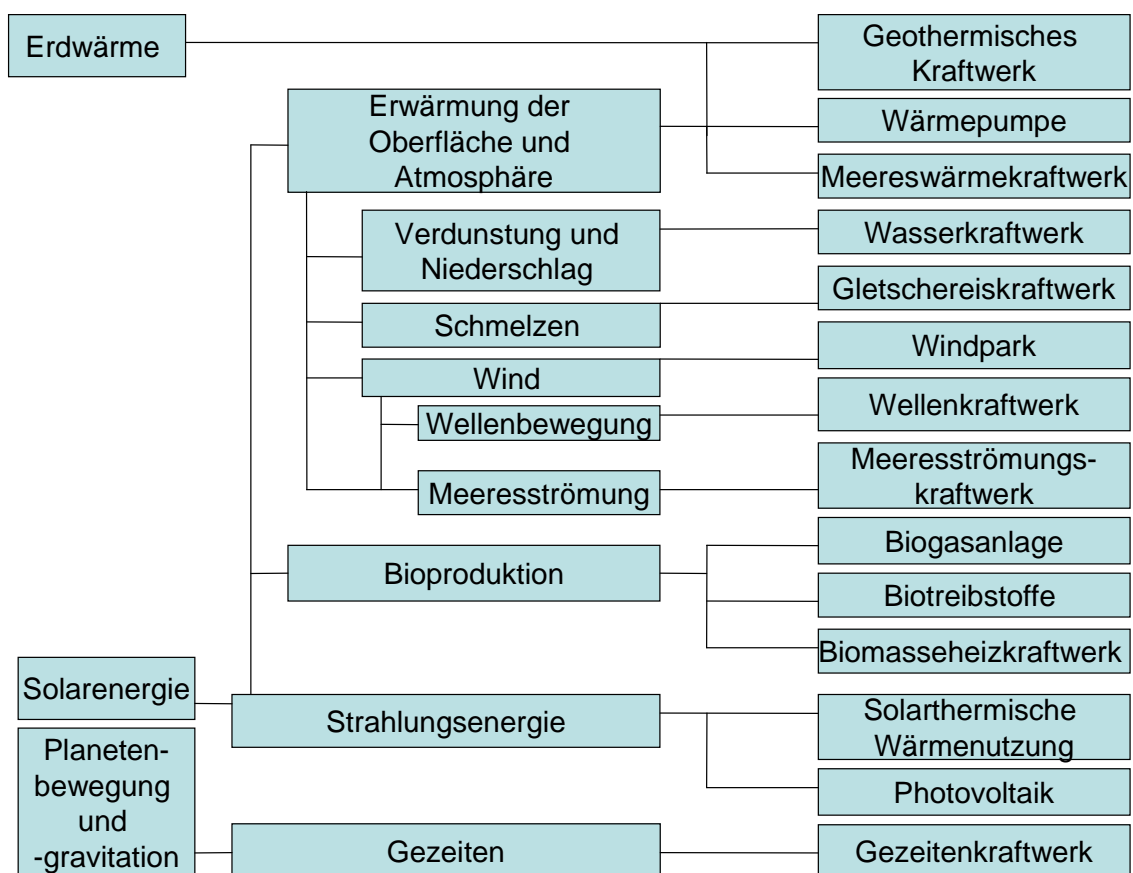 Erdwärme
Geothermisches
Kraftwerk
Erwärmung der
Oberfläche und
Atmosphäre
Wärmepumpe
Meereswärmekraftwerk
Verdunstung und
Niederschlag
Wasserkraftwerk
Schmelzen
Gletschereiskraftwerk
Wind
Windpark
Wellenbewegung
Wellenkraftwerk
Meeresströmung
Meeresströmungs-
kraftwerk
Bioproduktion
Biogasanlage
Biotreibstoffe
Biomasseheizkraftwerk
Solarenergie
Strahlungsenergie
Solarthermische
Wärmenutzung
Photovoltaik
Planeten-
bewegung
und
-gravitation
Gezeiten
Gezeitenkraftwerk